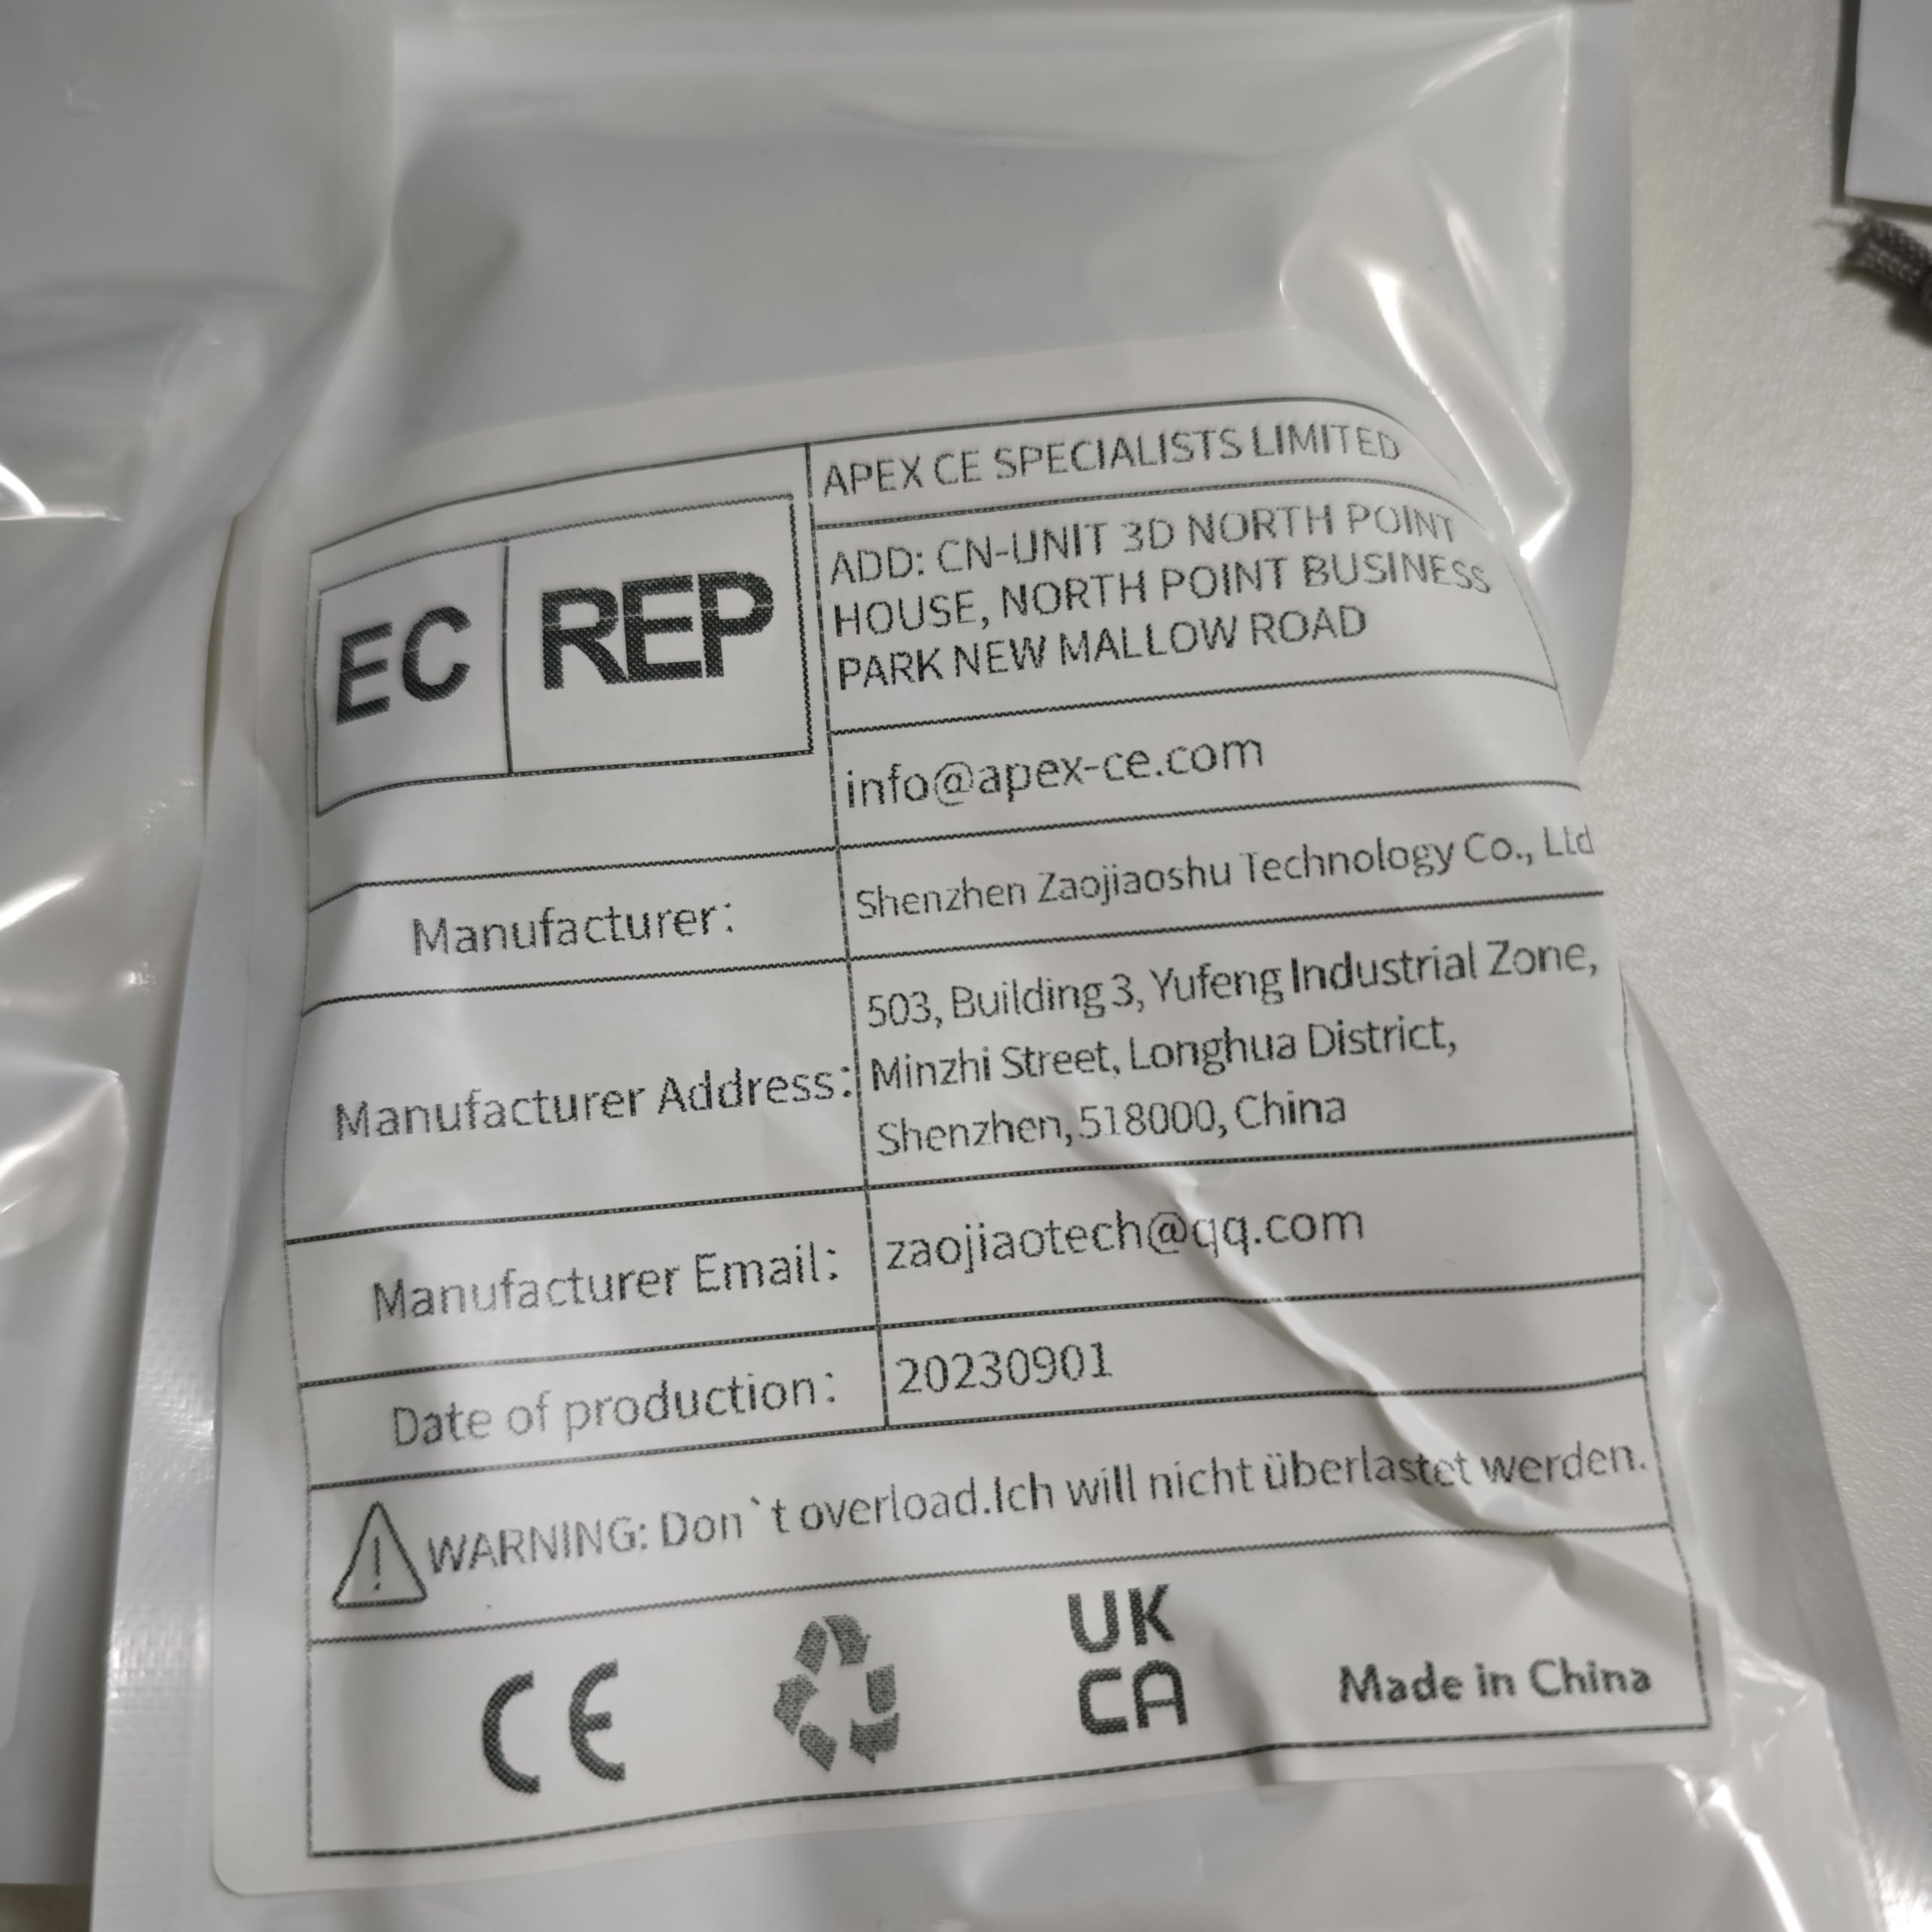 EC REP
APEX CE SPECIALISTS LIMITED
ADD: CN-UNIT 3D NORTH POINT
HOUSE, NORTH POINT BUSINESS
PARK NEW MALLOW ROAD
info@apex-ce.com
Manufacturer:
Shenzhen Zaojiaoshu Technology Co., Ltd
Manufacturer Address:
503, Building 3, Yufeng Industrial Zone,
Minzhi Street, Longhua District,
Shenzhen, 518000, China
Manufacturer Email:
zaojiaotech@qq.com
Date of production:
20230901
WARNING: Don`t overload.Ich will nicht überlastet werden.
CE
UK
CA
Made in China